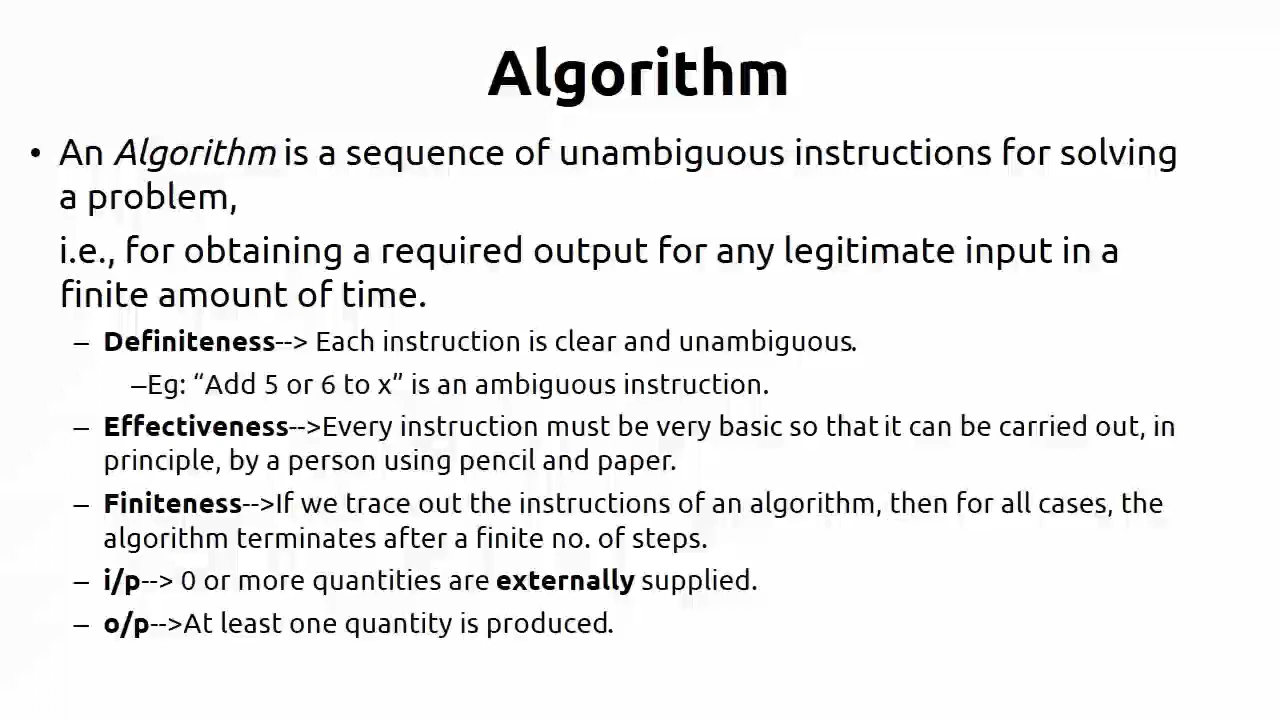 Algorithm
• An Algorithm is a sequence of unambiguous instructions for solving
a problem,
i.e., for obtaining a required output for any legitimate input in a
finite amount of time.
– Definiteness--> Each instruction is clear and unambiguous.
–Eg: “Add 5 or 6 to x” is an ambiguous instruction.
– Effectiveness-->Every instruction must be very basic so that it can be carried out, in
principle, by a person using pencil and paper.
– Finiteness-->If we trace out the instructions of an algorithm, then for all cases, the
algorithm terminates after a finite no. of steps.
– i/p--> 0 or more quantities are externally supplied.
– o/p-->At least one quantity is produced.